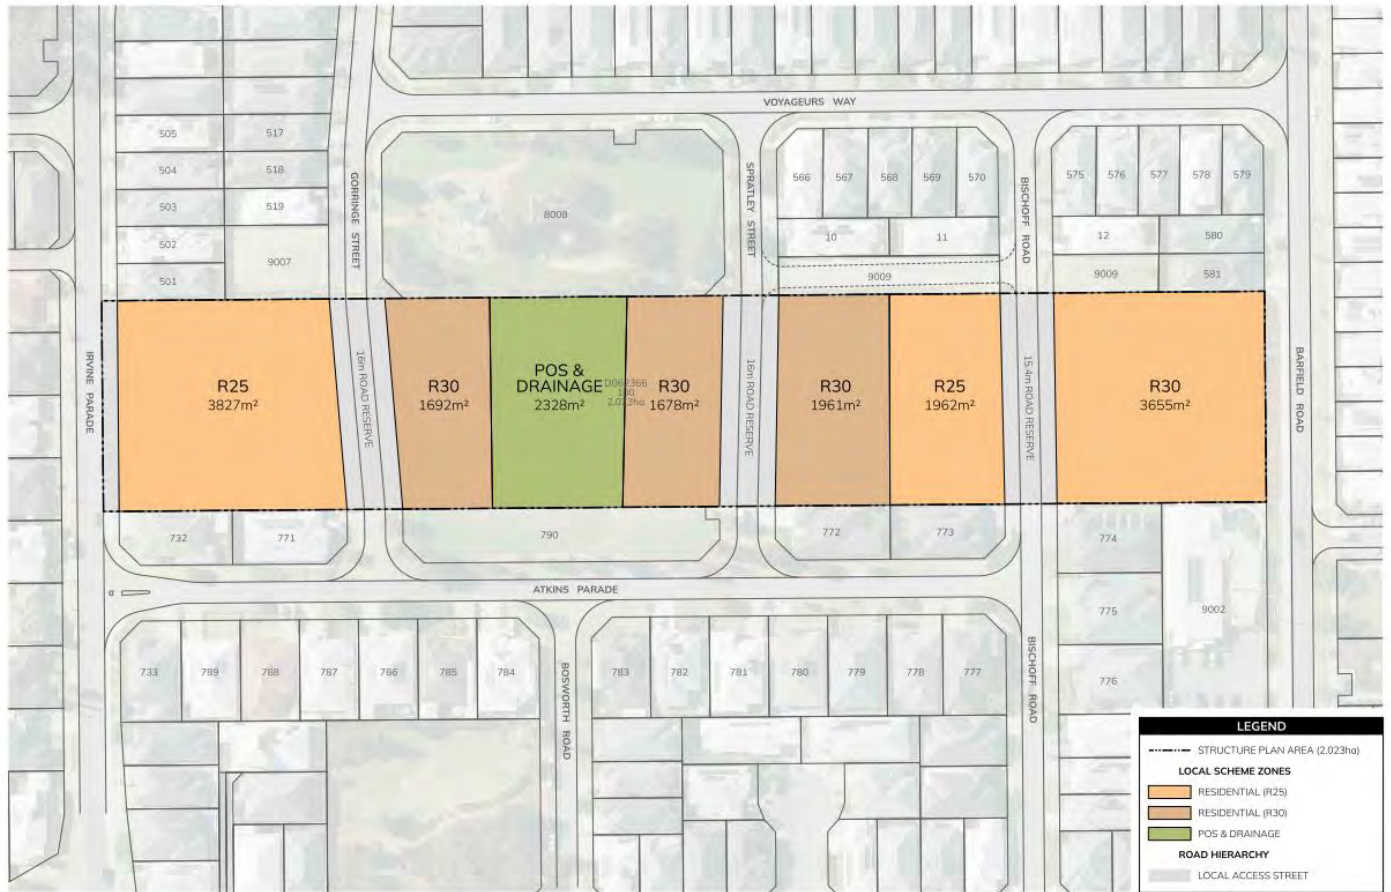 VOYAGEURS WAY
505
517
504
518
503
519
502
501
9007
GORRINGE STREET
8008
SPRATLEY STREET
566
567
568
569
570
10
11
9009
BISCHOFF ROAD
575
576
577
578
579
12
580
9009
581
IRVINE PARADE
R25
3827m²
16m ROAD RESERVE
R30
1692m²
POS &
DRAINAGE
2328m²
D062366
100
2.023ha
R30
1678m²
16m ROAD RESERVE
R30
1961m²
R25
1962m²
15.4m ROAD RESERVE
R30
3655m²
BARFIELD ROAD
732
771
790
772
773
774
ATKINS PARADE
775
9002
733
789
788
787
786
785
784
BOSWORTH ROAD
783
782
781
780
779
778
777
BISCHOFF ROAD
776
LEGEND
STRUCTURE PLAN AREA (2.023ha)
LOCAL SCHEME ZONES
RESIDENTIAL (R25)
RESIDENTIAL (R30)
POS & DRAINAGE
ROAD HIERARCHY
LOCAL ACCESS STREET